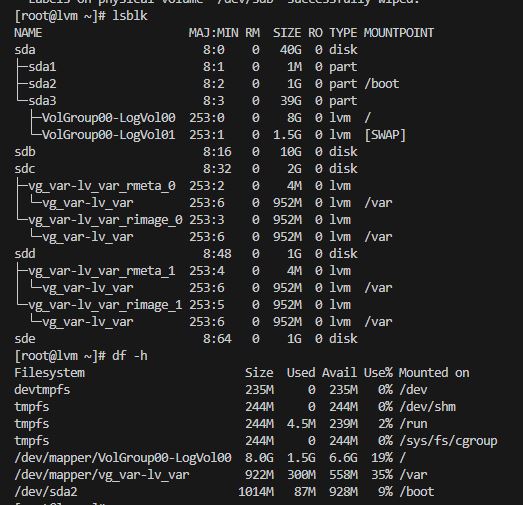 Labels on physical volume "/dev/sdb" successfully wiped.
[root@lvm ~]# lsblk
NAME                       MAJ:MIN RM  SIZE RO TYPE MOUNTPOINT
sda                          8:0    0   40G  0 disk
├─sda1                       8:1    0    1M  0 part
├─sda2                       8:2    0    1G  0 part /boot
└─sda3                       8:3    0   39G  0 part
  ├─VolGroup00-LogVol00    253:0    0    8G  0 lvm  /
  └─VolGroup00-LogVol01    253:1    0  1.5G  0 lvm  [SWAP]
sdb                          8:16   0   10G  0 disk
sdc                          8:32   0    2G  0 disk
├─vg_var-lv_var_rmeta_0    253:2    0    4M  0 lvm
│ └─vg_var-lv_var          253:6    0  952M  0 lvm  /var
└─vg_var-lv_var_rimage_0   253:3    0  952M  0 lvm
  └─vg_var-lv_var          253:6    0  952M  0 lvm  /var
sdd                          8:48   0    1G  0 disk
├─vg_var-lv_var_rmeta_1    253:4    0    4M  0 lvm
│ └─vg_var-lv_var          253:6    0  952M  0 lvm  /var
└─vg_var-lv_var_rimage_1   253:5    0  952M  0 lvm
  └─vg_var-lv_var          253:6    0  952M  0 lvm  /var
sde                          8:64   0    1G  0 disk
[root@lvm ~]# df -h
Filesystem                       Size  Used Avail Use% Mounted on
devtmpfs                         235M     0  235M   0% /dev
tmpfs                            244M     0  244M   0% /dev/shm
tmpfs                            244M  4.5M  239M   2% /run
tmpfs                            244M     0  244M   0% /sys/fs/cgroup
/dev/mapper/VolGroup00-LogVol00  8.0G  1.5G  6.6G  19% /
/dev/mapper/vg_var-lv_var        922M  300M  558M  35% /var
/dev/sda2                       1014M   87M  928M   9% /boot